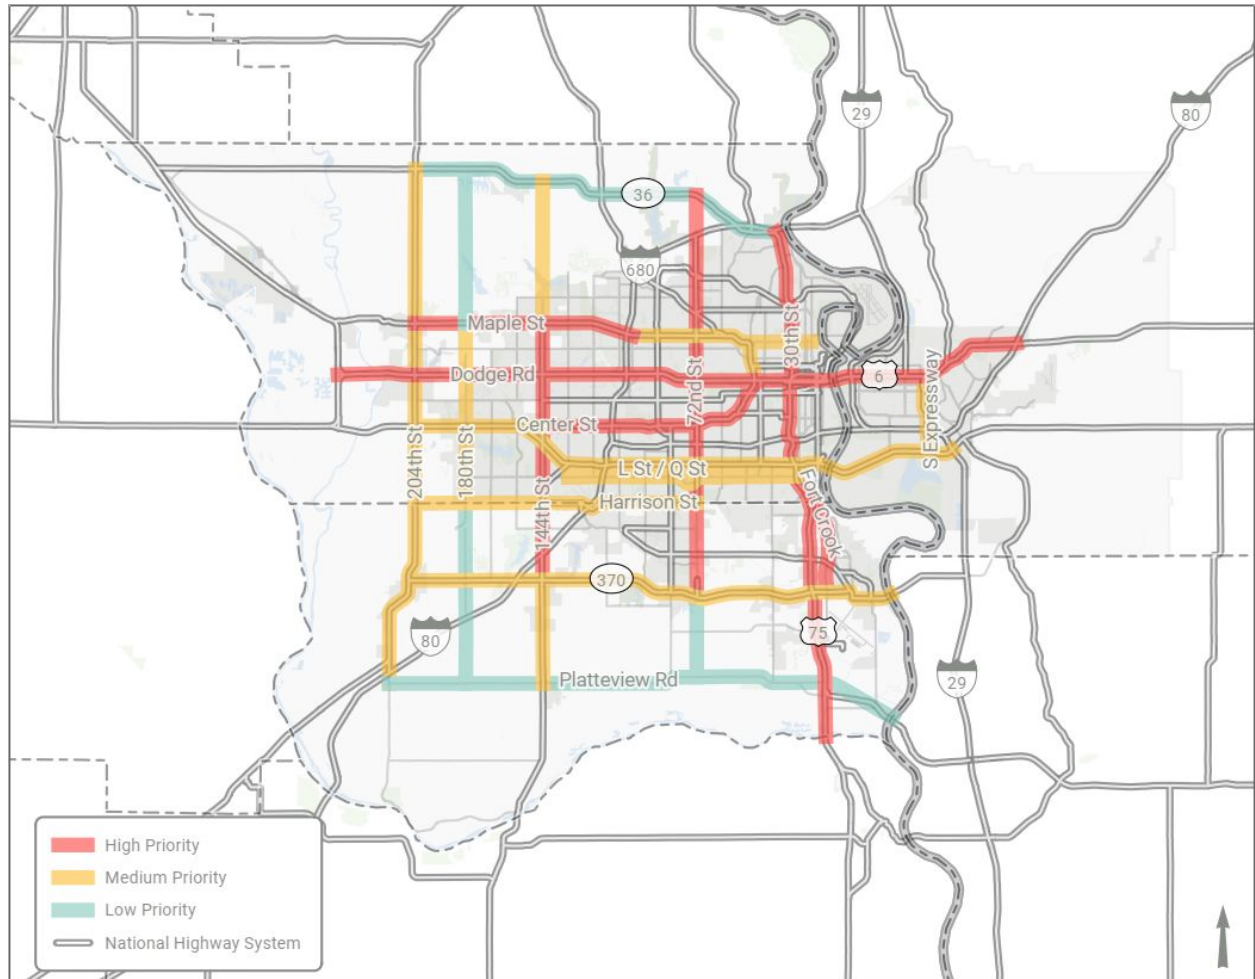 29
80
36
680
Maple St
30th St
Dodge Rd
72nd St
6
Center St
S Expressway
204th St
180th St
L St / Q St
144th St
Harrison St
Fort Crook
370
80
75
29
Platteview Rd
High Priority
Medium Priority
Low Priority
National Highway System